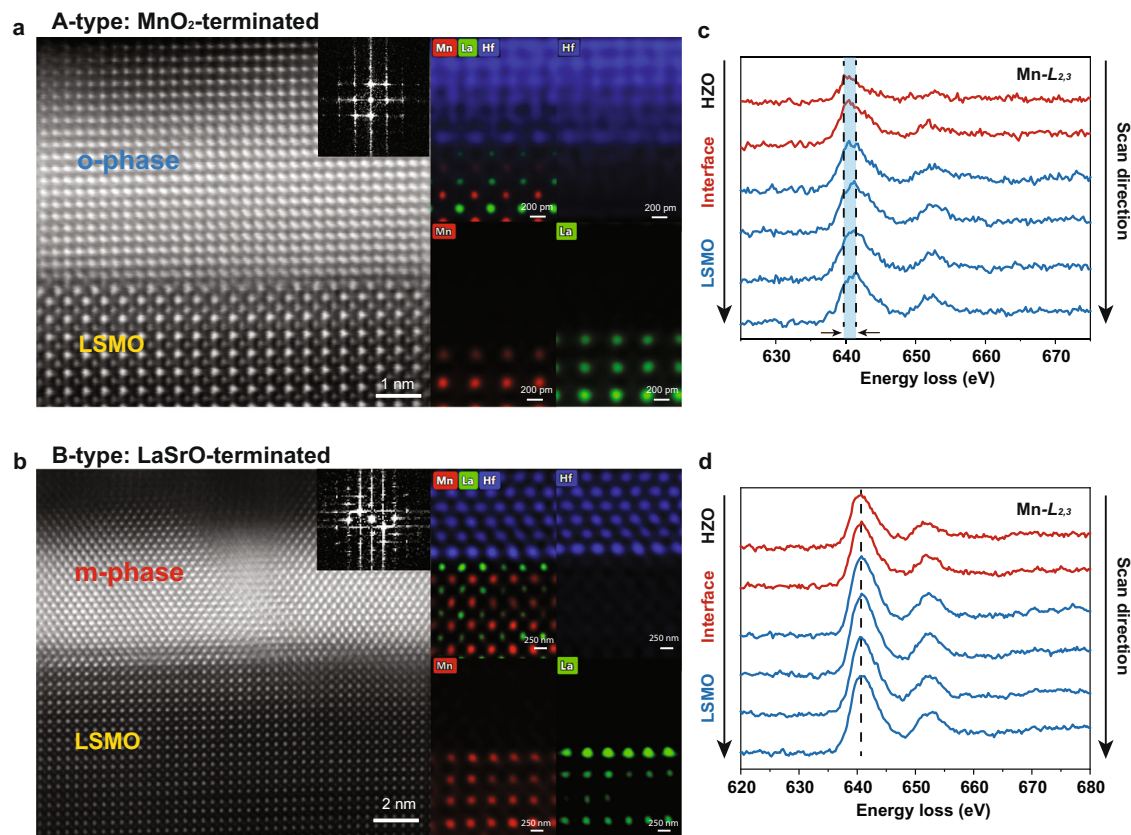 a
A-type: MnO₂-terminated
o-phase
LSMO
1 nm
Mn La Hf
200 pm
Hf
200 pm
Mn
200 pm
La
200 pm
c
Mn-L₂,₃
HZO
Interface
LSMO
Scan direction
630 640 650 660 670
Energy loss (eV)
b
B-type: LaSrO-terminated
m-phase
LSMO
2 nm
Mn La Hf
250 nm
Hf
250 nm
Mn
250 nm
La
250 nm
d
Mn-L₂,₃
HZO
Interface
LSMO
Scan direction
620 630 640 650 660 670 680
Energy loss (eV)